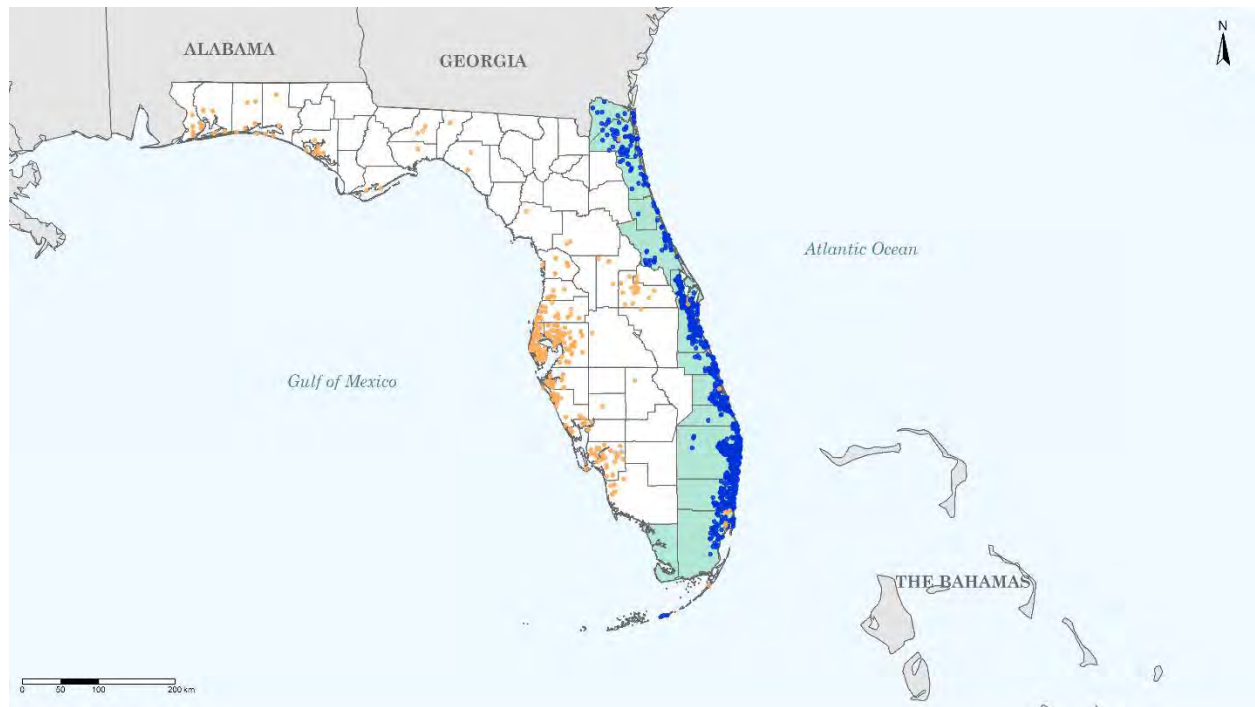 N
ALABAMA
GEORGIA
Atlantic Ocean
Gulf of Mexico
THE BAHAMAS
0 50 100 200 km